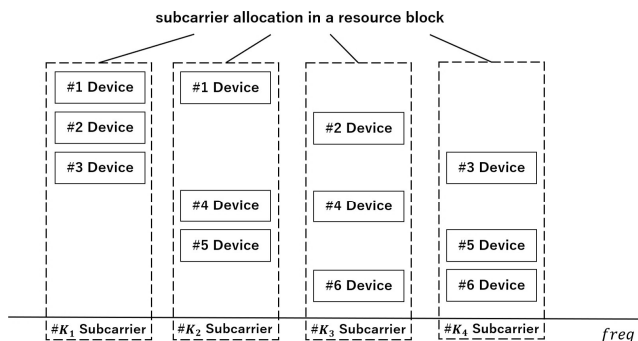 subcarrier allocation in a resource block
#1 Device
#1 Device
#2 Device
#2 Device
#3 Device
#3 Device
#4 Device
#4 Device
#5 Device
#5 Device
#6 Device
#6 Device
#K₁ Subcarrier
#K₂ Subcarrier
#K₃ Subcarrier
#K₄ Subcarrier
freq